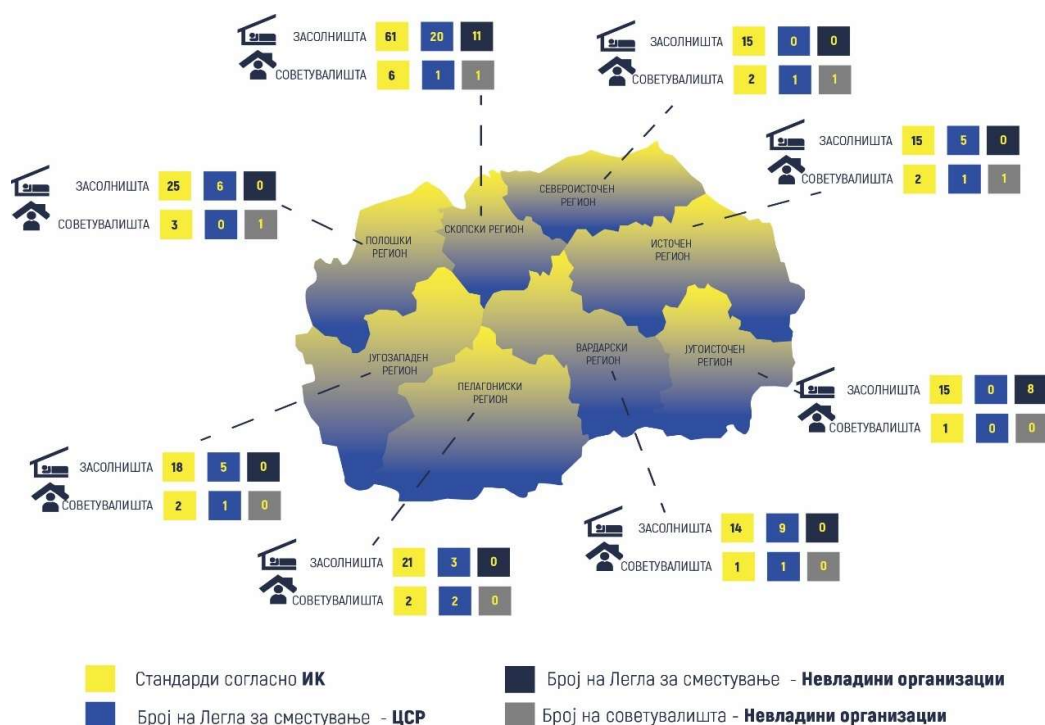 ЗАСОЛНИШТА 61 20 11
СОВЕТУВАЛИШТА 6 1 1
ЗАСОЛНИШТА 15 0 0
СОВЕТУВАЛИШТА 2 1 1
ЗАСОЛНИШТА 15 5 0
СОВЕТУВАЛИШТА 2 1 1
ЗАСОЛНИШТА 25 6 0
СОВЕТУВАЛИШТА 3 0 1
СЕВЕРОИСТОЧЕН
РЕГИОН
СКОПСКИ РЕГИОН
ПОЛОШКИ
РЕГИОН
ИСТОЧЕН
РЕГИОН
ЈУГОЗАПАДЕН
РЕГИОН
ВАРДАРСКИ
РЕГИОН
ЈУГОИСТОЧЕН
РЕГИОН
ПЕЛАГОНИСКИ
РЕГИОН
ЗАСОЛНИШТА 15 0 8
СОВЕТУВАЛИШТА 1 0 0
ЗАСОЛНИШТА 18 5 0
СОВЕТУВАЛИШТА 2 1 0
ЗАСОЛНИШТА 14 9 0
СОВЕТУВАЛИШТА 1 1 0
ЗАСОЛНИШТА 21 3 0
СОВЕТУВАЛИШТА 2 2 0
Стандарди согласно ИК
Број на Легла за сместување - Невладини организации
Број на Легла за сместување - ЦСР
Број на советувалишта - Невладини организации